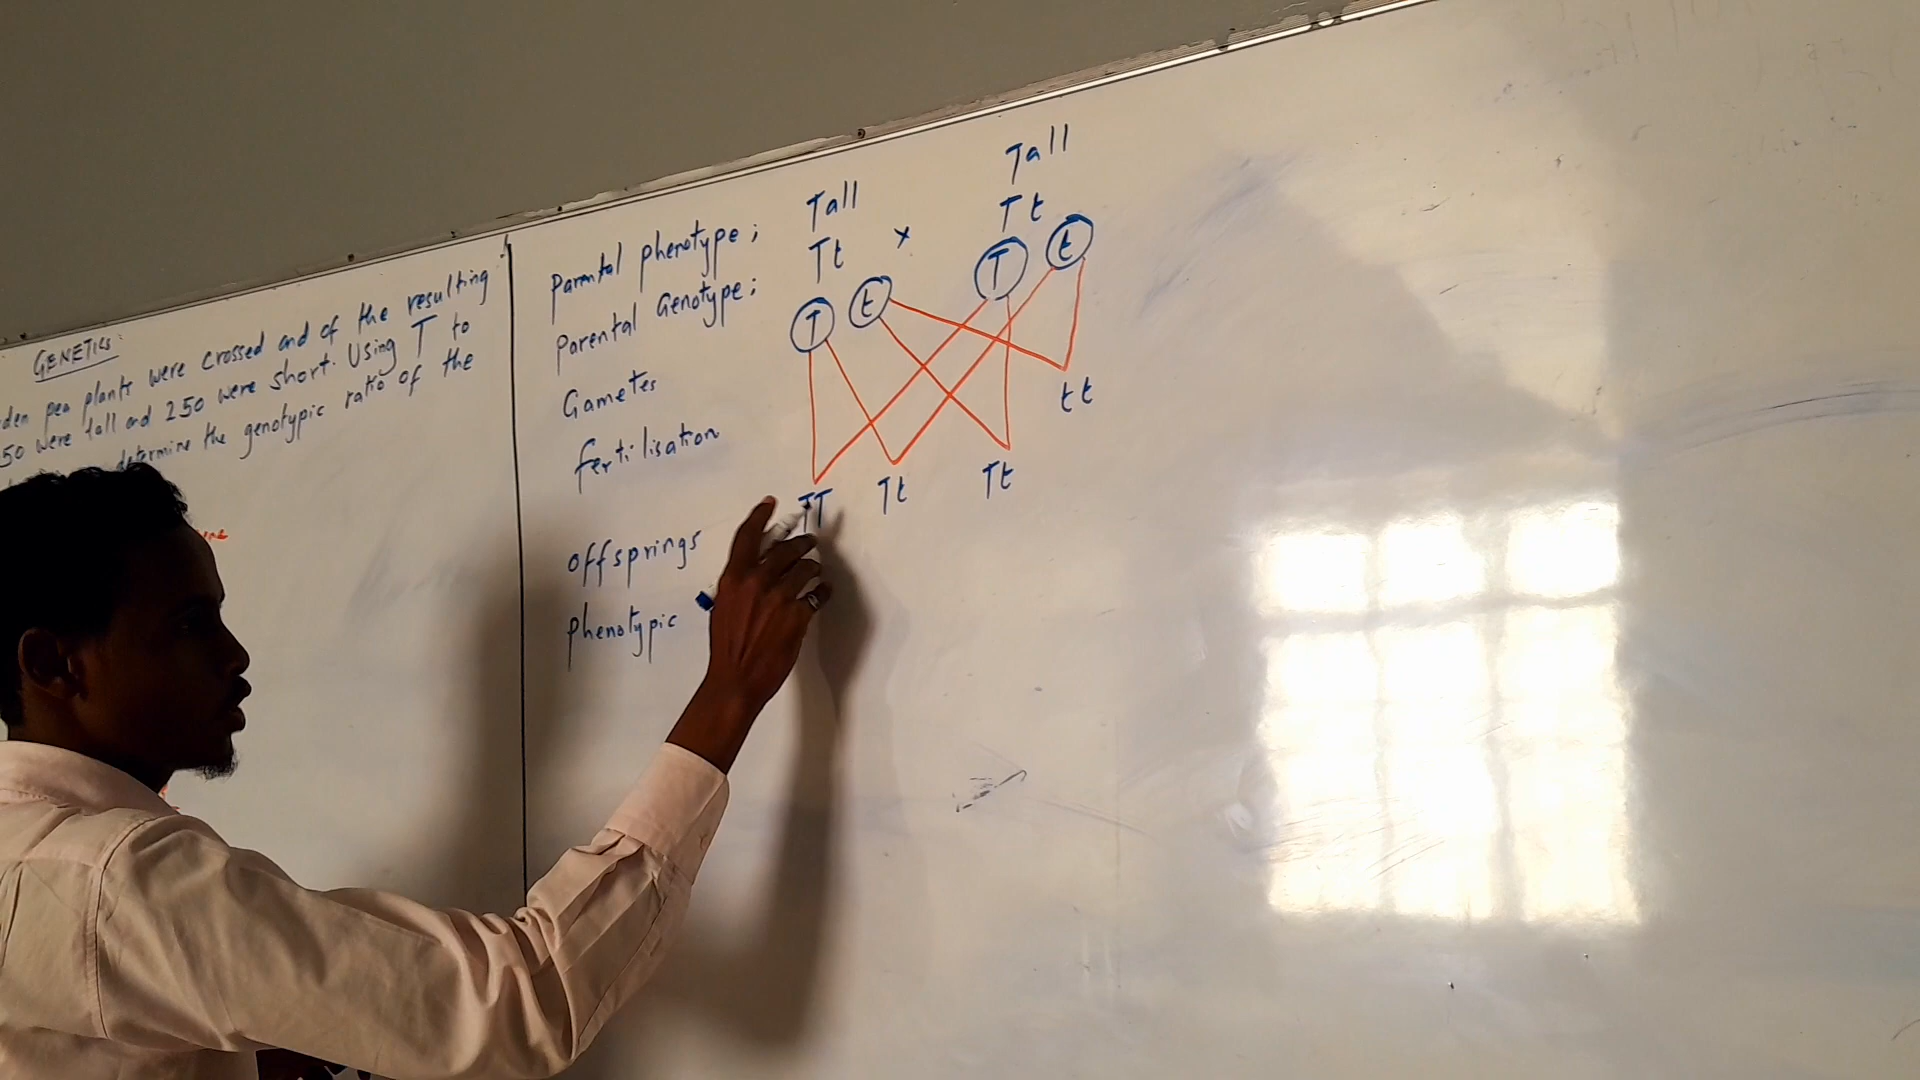 GENETICS:
den pea plants were crossed and of the resulting
50 were tall and 250 were short. Using T to
determine the genotypic ratio of the
Parental phenotype; Tall Tall
Parental Genotype; Tt x Tt
Gametes T t T t
fertilisation
offsprings TT Tt Tt tt
phenotypic